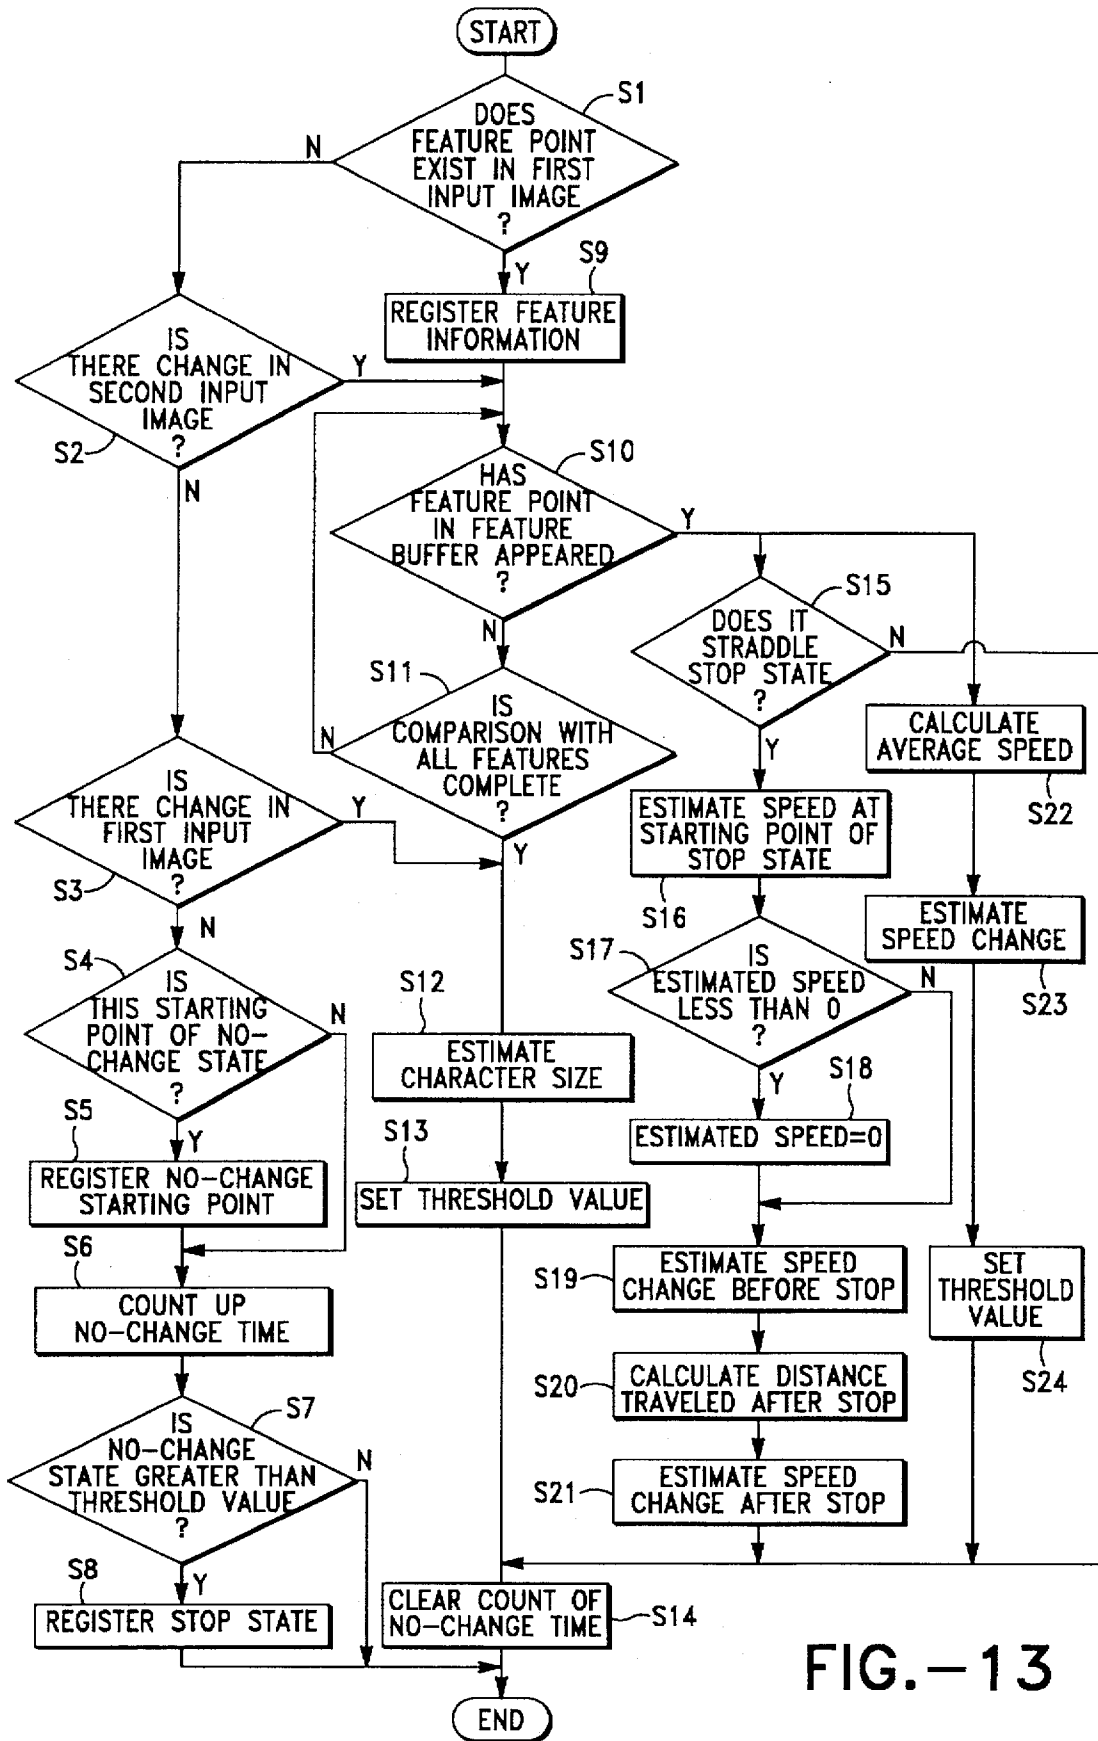 START
DOES
FEATURE POINT
EXIST IN FIRST
INPUT IMAGE
?
S1
N
Y
S9
REGISTER FEATURE
INFORMATION
IS
THERE CHANGE IN
SECOND INPUT
IMAGE
?
S2
Y
N
HAS
FEATURE POINT
IN FEATURE
BUFFER APPEARED
?
S10
Y
N
S11
IS
COMPARISON WITH
ALL FEATURES
COMPLETE
?
N
Y
S15
DOES IT
STRADDLE
STOP STATE
?
N
Y
CALCULATE
AVERAGE SPEED
S22
IS
THERE CHANGE IN
FIRST INPUT
IMAGE
?
S3
Y
N
ESTIMATE SPEED AT
STARTING POINT OF
STOP STATE
S16
ESTIMATE
SPEED CHANGE
S23
S4
IS
THIS STARTING
POINT OF NO-
CHANGE STATE
?
N
Y
S12
ESTIMATE
CHARACTER SIZE
S17
IS
ESTIMATED SPEED
LESS THAN 0
?
N
Y
S18
ESTIMATED SPEED=0
S5
REGISTER NO-CHANGE
STARTING POINT
S13
SET THRESHOLD VALUE
S6
COUNT UP
NO-CHANGE TIME
S19
ESTIMATE SPEED
CHANGE BEFORE STOP
SET
THRESHOLD
VALUE
S24
S20
CALCULATE DISTANCE
TRAVELED AFTER STOP
IS
NO-CHANGE
STATE GREATER THAN
THRESHOLD VALUE
?
S7
N
Y
S21
ESTIMATE SPEED
CHANGE AFTER STOP
S8
REGISTER STOP STATE
CLEAR COUNT OF
NO-CHANGE TIME
S14
END
FIG.-13